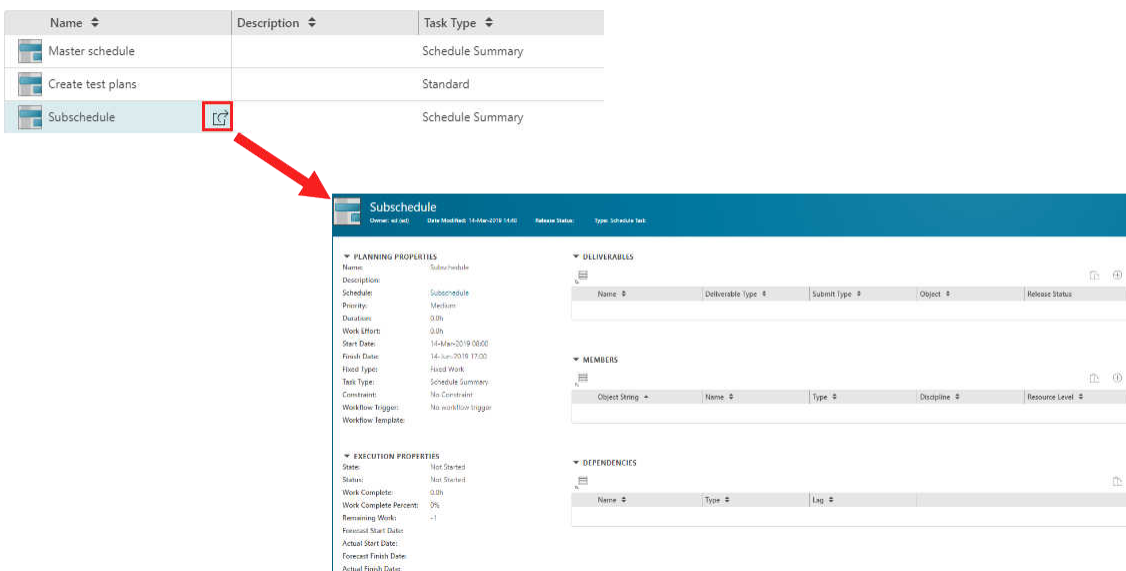 Name Description Task Type
Master schedule Schedule Summary
Create test plans Standard
Subschedule Schedule Summary
Subschedule
Owner: ed (ed) Date Modified: 14-Mar-2019 14:40 Release Status: Type: Schedule Task
PLANNING PROPERTIES
Name: Subschedule
Description:
Schedule: Subschedule
Priority: Medium
Duration: 0.0h
Work Effort: 0.0h
Start Date: 14-Mar-2019 08:00
Finish Date: 14-Jun-2019 17:00
Fixed Type: Fixed Work
Task Type: Schedule Summary
Constraint: No Constraint
Workflow Trigger: No workflow trigger
Workflow Template:
EXECUTION PROPERTIES
State: Not Started
Status: Not Started
Work Complete: 0.0h
Work Complete Percent: 0%
Remaining Work: -1
Forecast Start Date:
Actual Start Date:
Forecast Finish Date:
Actual Finish Date:
DELIVERABLES
Name Deliverable Type Submit Type Object Release Status
MEMBERS
Object String Name Type Discipline Resource Level
DEPENDENCIES
Name Type Lag